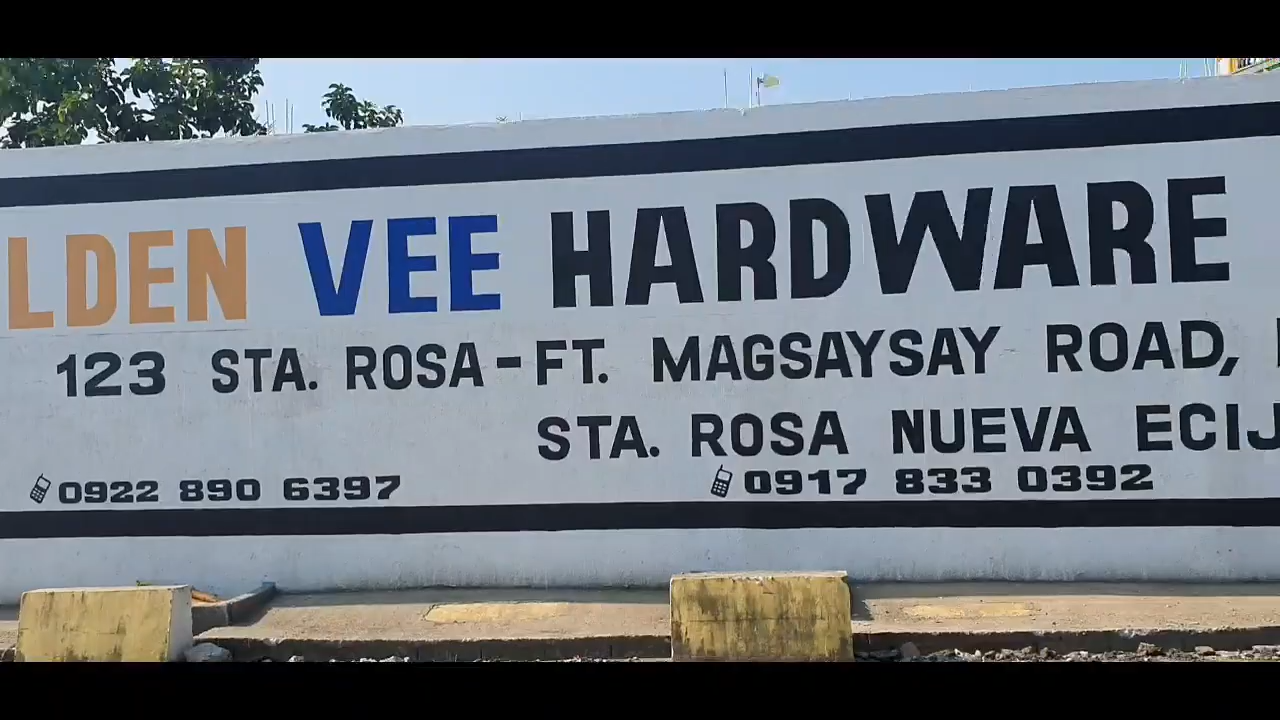 LDEN VEE HARDWARE
123 STA. ROSA-FT. MAGSAYSAY ROAD,
STA. ROSA NUEVA ECIJ
0922 890 6397 0917 833 0392